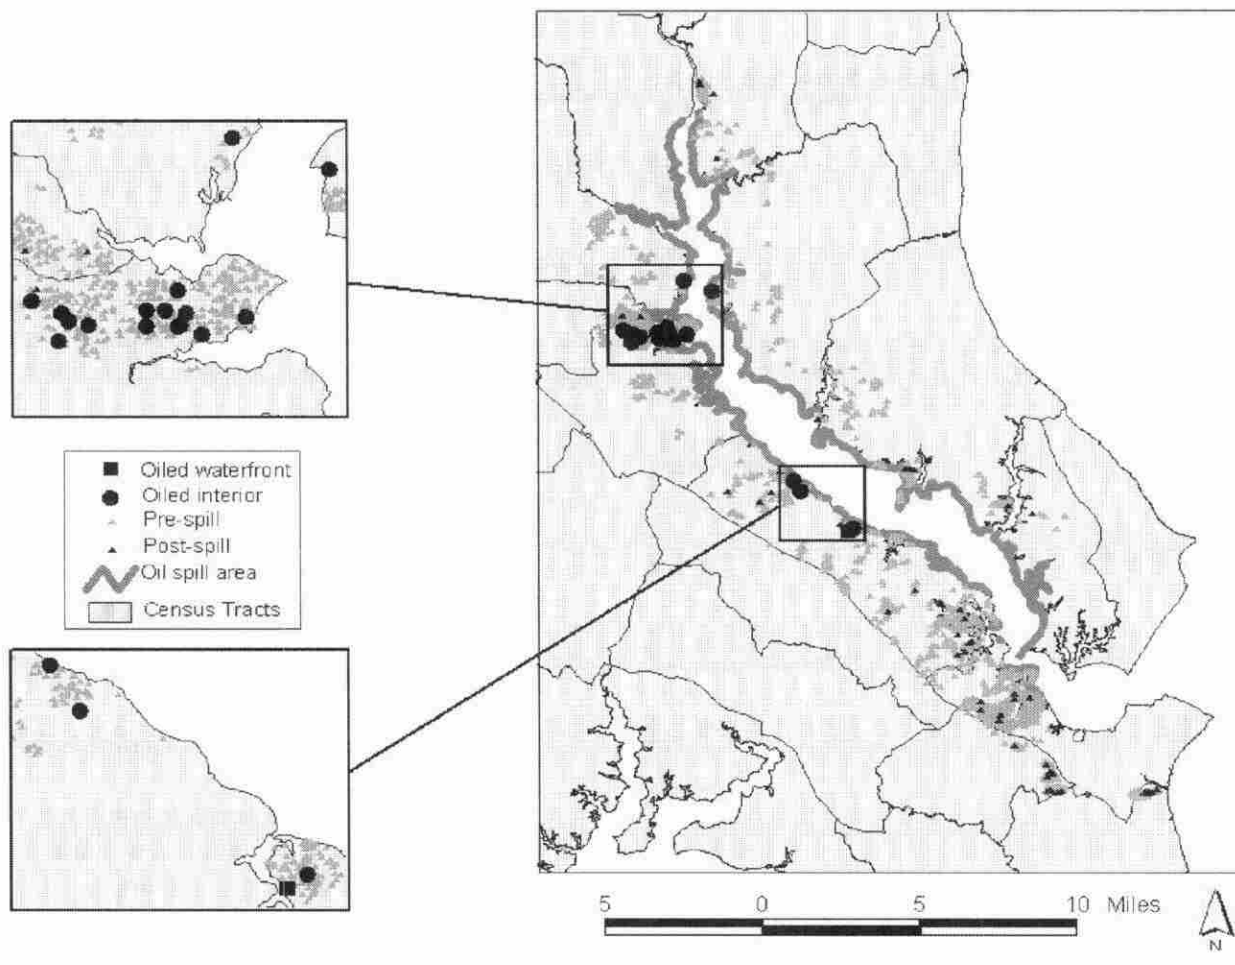 Oiled waterfront
Oiled interior
Pre-spill
Post-spill
Oil spill area
Census Tracts
5 0 5 10 Miles
N